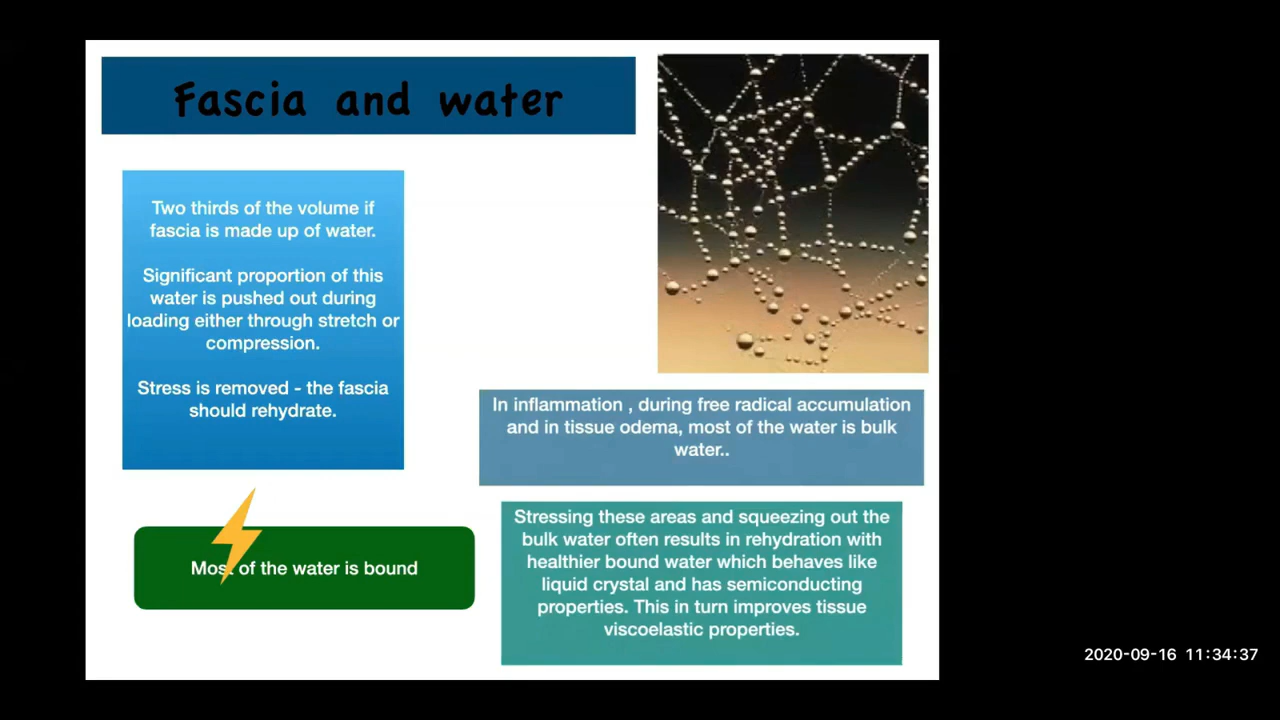 Fascia and water
Two thirds of the volume if
fascia is made up of water.
Significant proportion of this
water is pushed out during
loading either through stretch or
compression.
Stress is removed - the fascia
should rehydrate.
In inflammation , during free radical accumulation
and in tissue odema, most of the water is bulk
water..
Most of the water is bound
Stressing these areas and squeezing out the
bulk water often results in rehydration with
healthier bound water which behaves like
liquid crystal and has semiconducting
properties. This in turn improves tissue
viscoelastic properties.
2020-09-16 11:34:37